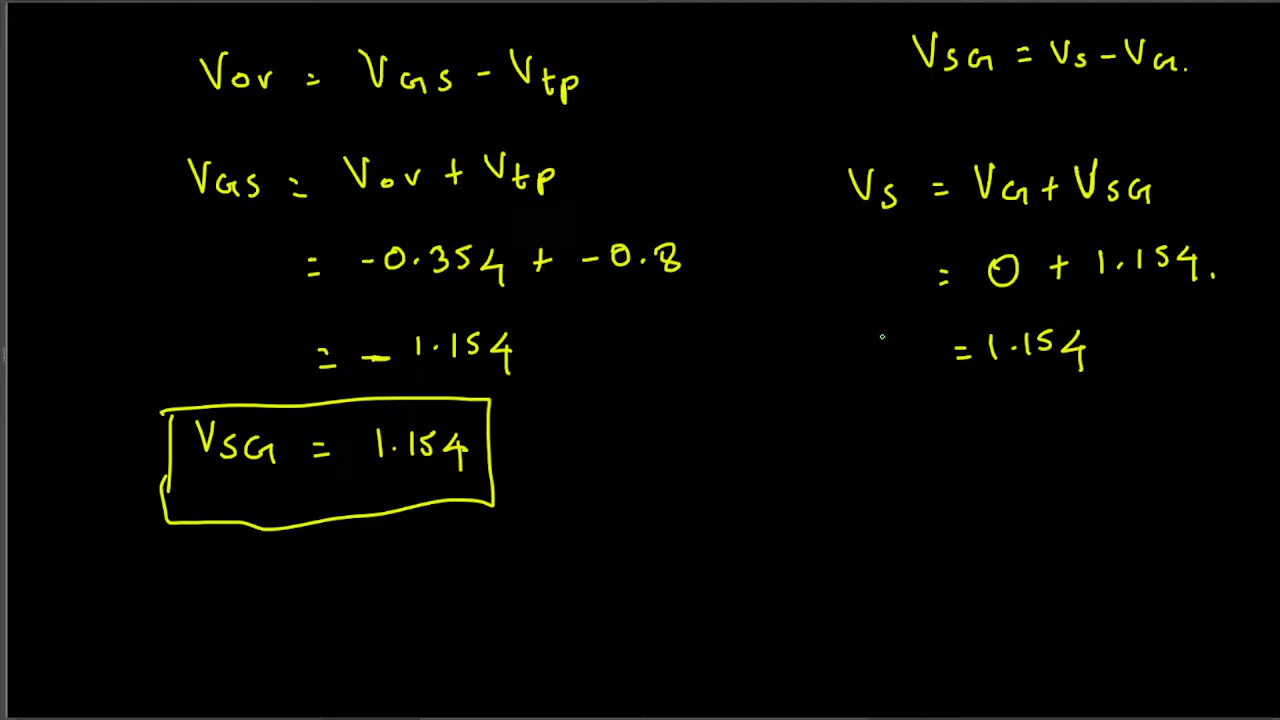 Vov = VGS - Vtp
VGS = Vov + Vtp
= -0.354 + -0.8
= - 1.154
VSG = 1.154
VSG = VS - VG.
VS = VG + VSG
= 0 + 1.154.
= 1.154